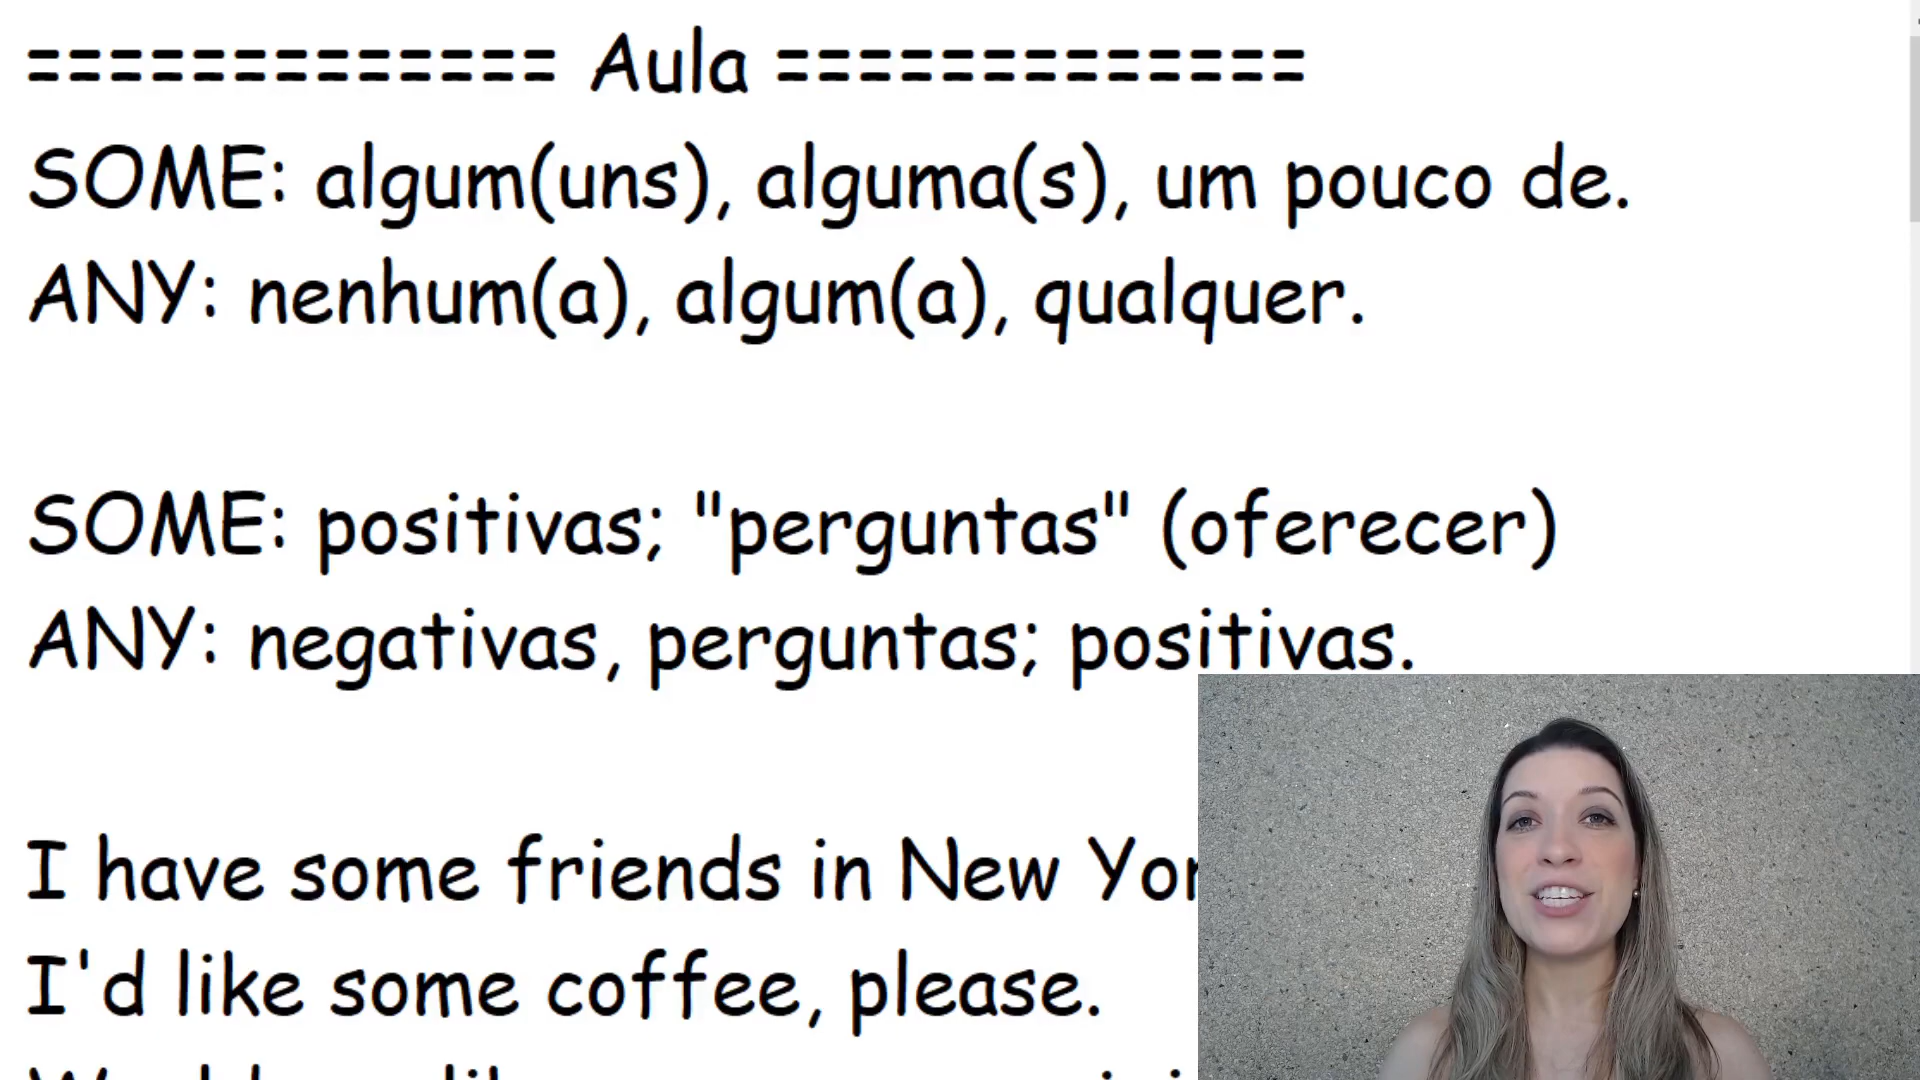 ============= Aula =============
SOME: algum(uns), alguma(s), um pouco de.
ANY: nenhum(a), algum(a), qualquer.
SOME: positivas; "perguntas" (oferecer)
ANY: negativas, perguntas; positivas.
I have some friends in New
I'd like some coffee, please.